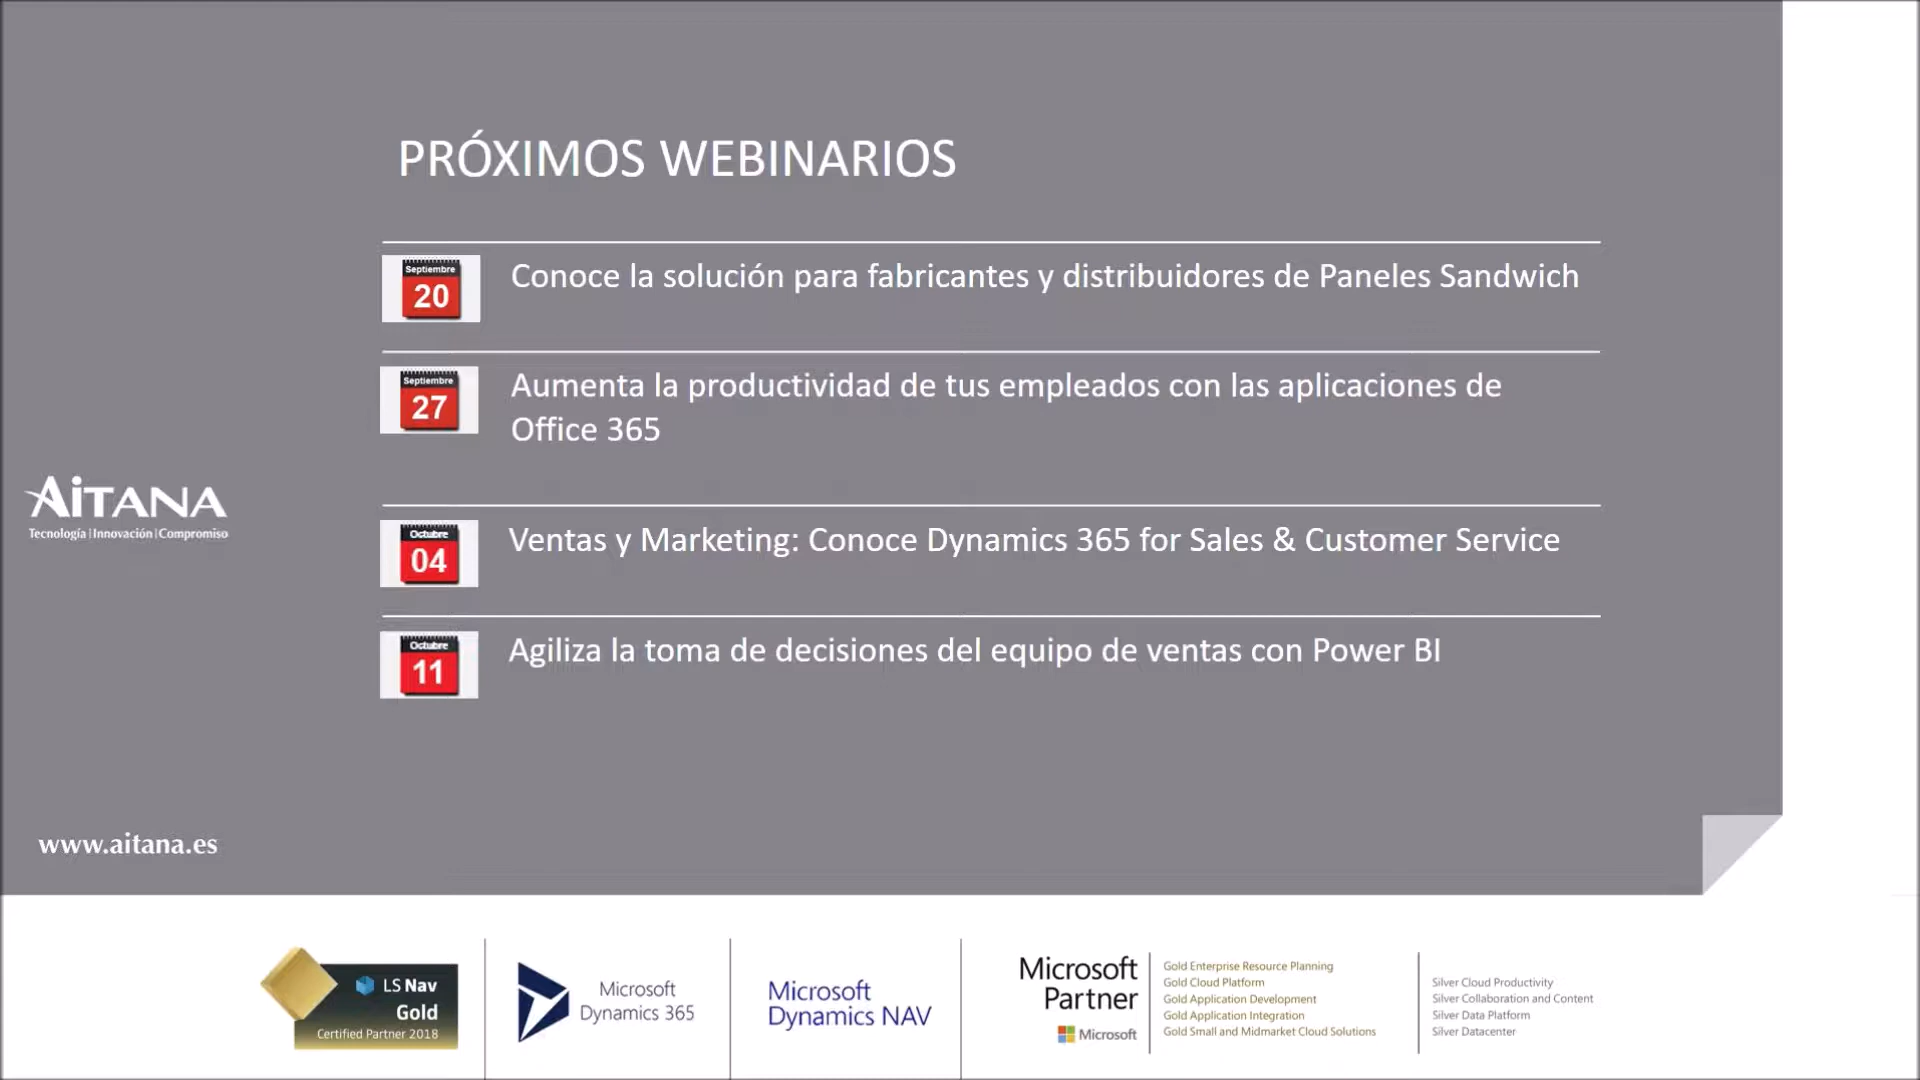 PRÓXIMOS WEBINARIOS
Septiembre
20
Conoce la solución para fabricantes y distribuidores de Paneles Sandwich
Septiembre
27
Aumenta la productividad de tus empleados con las aplicaciones de
Office 365
Octubre
04
Ventas y Marketing: Conoce Dynamics 365 for Sales & Customer Service
Octubre
11
Agiliza la toma de decisiones del equipo de ventas con Power BI
AITANA
Tecnología|Innovación|Compromiso
www.aitana.es
LS Nav
Gold
Certified Partner 2018
Microsoft
Dynamics 365
Microsoft
Dynamics NAV
Microsoft
Partner
Microsoft
Gold Enterprise Resource Planning
Gold Cloud Platform
Gold Application Development
Gold Application Integration
Gold Small and Midmarket Cloud Solutions
Silver Cloud Productivity
Silver Collaboration and Content
Silver Data Platform
Silver Datacenter